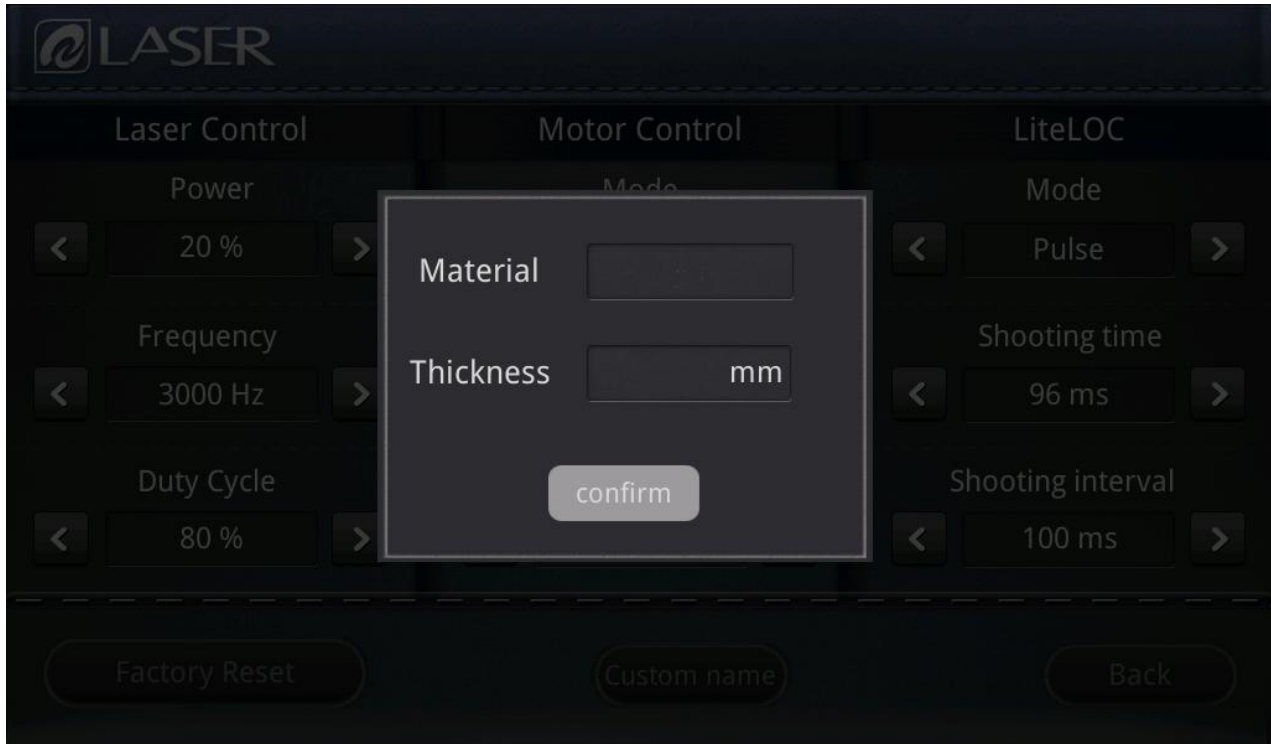 LASER
Laser Control
Motor Control
LiteLOC
Power
Mode
Mode
20 %
Pulse
Material
Frequency
Shooting time
Thickness
mm
3000 Hz
96 ms
Duty Cycle
Shooting interval
confirm
80 %
100 ms
Factory Reset
Custom name
Back